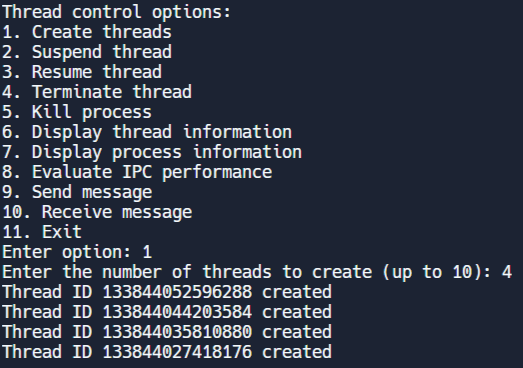 Thread control options:
1. Create threads
2. Suspend thread
3. Resume thread
4. Terminate thread
5. Kill process
6. Display thread information
7. Display process information
8. Evaluate IPC performance
9. Send message
10. Receive message
11. Exit
Enter option: 1
Enter the number of threads to create (up to 10): 4
Thread ID 133844052596288 created
Thread ID 133844044203584 created
Thread ID 133844035810880 created
Thread ID 133844027418176 created